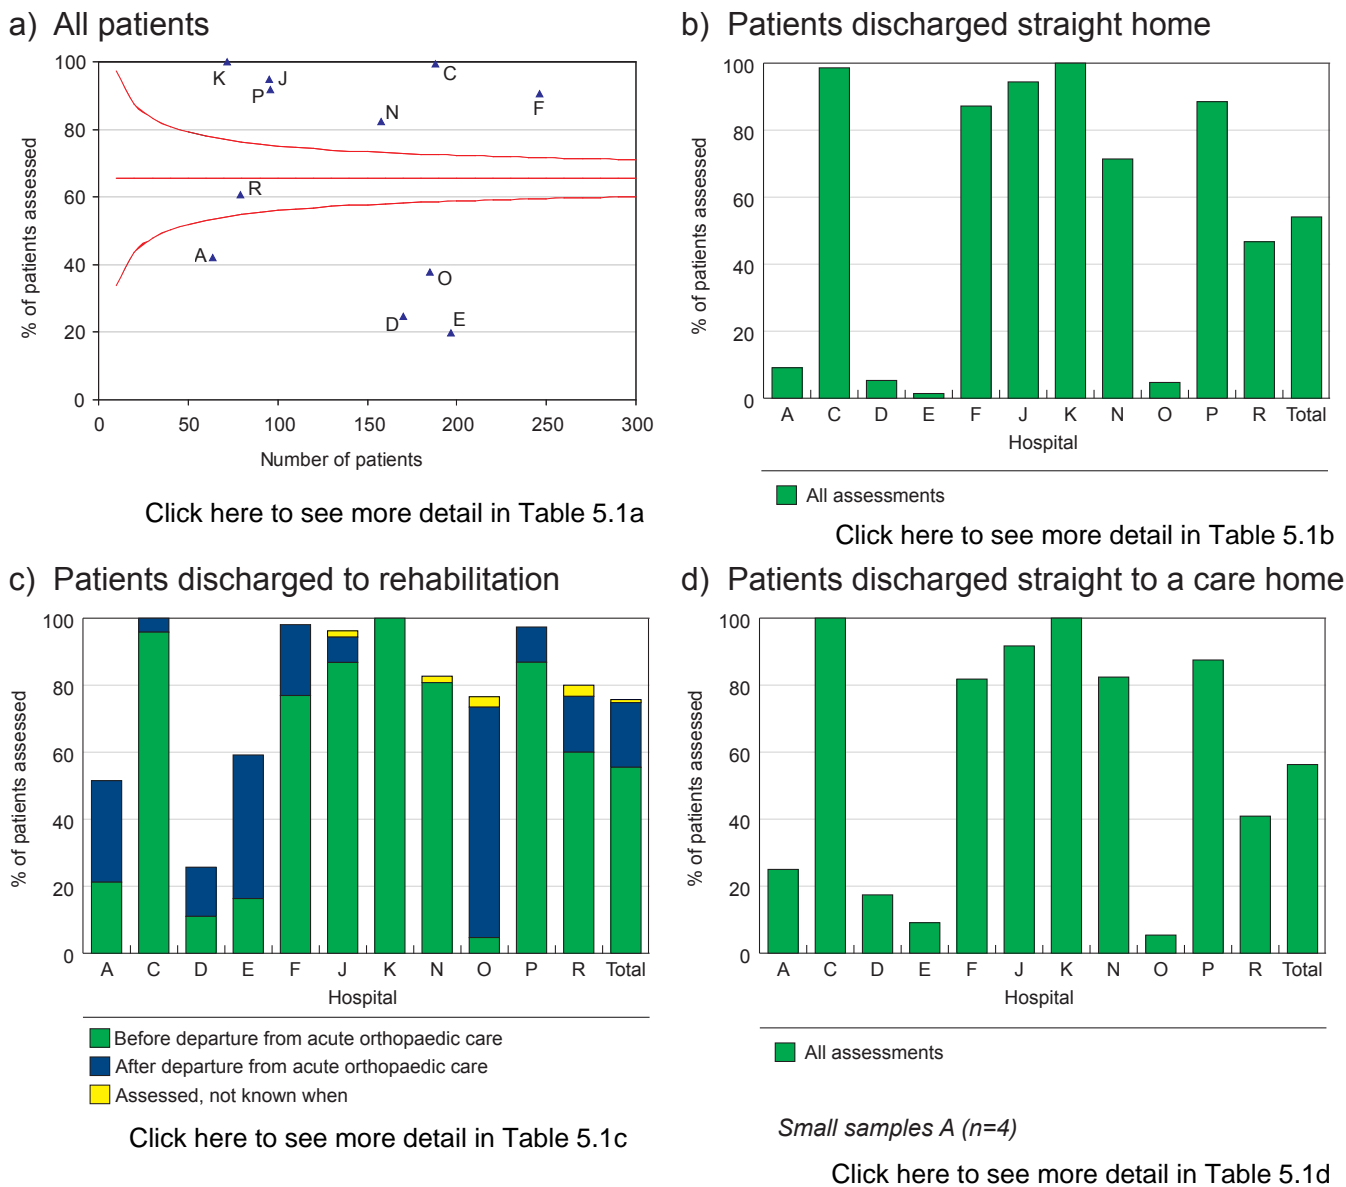 a) All patients
% of patients assessed
100
80
60
40
20
0
K
J
P
C
F
N
R
A
O
D
E
0 50 100 150 200 250 300
Number of patients
Click here to see more detail in Table 5.1a
b) Patients discharged straight home
% of patients assessed
100
80
60
40
20
0
A C D E F J K N O P R Total
Hospital
All assessments
Click here to see more detail in Table 5.1b
c) Patients discharged to rehabilitation
% of patients assessed
100
80
60
40
20
0
A C D E F J K N O P R Total
Hospital
Before departure from acute orthopaedic care
After departure from acute orthopaedic care
Assessed, not known when
Click here to see more detail in Table 5.1c
d) Patients discharged straight to a care home
% of patients assessed
100
80
60
40
20
0
A C D E F J K N O P R Total
Hospital
All assessments
Small samples A (n=4)
Click here to see more detail in Table 5.1d